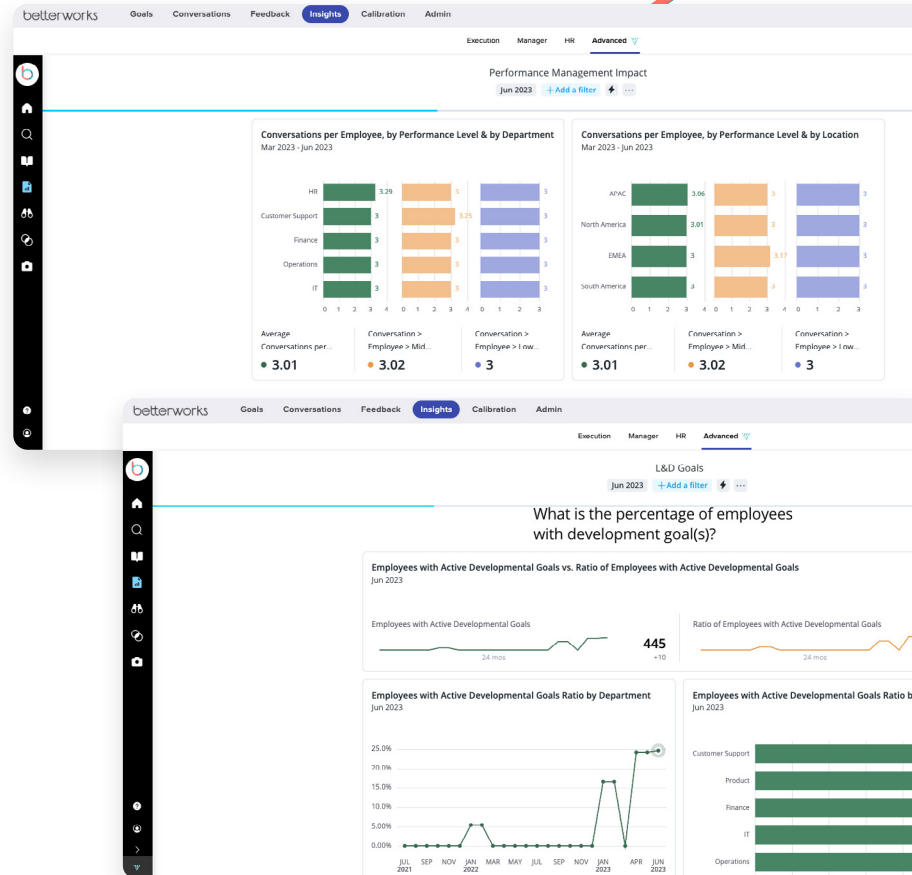 betterworks Goals Conversations Feedback Insights Calibration Admin
Execution Manager HR Advanced
Performance Management Impact
Jun 2023 + Add a filter ...
Conversations per Employee, by Performance Level & by Department
Mar 2023 - Jun 2023
HR 3.29 3 3
Customer Support 3 3.25 3
Finance 3 3 3
Operations 3 3 3
IT 3 3 3
0 1 2 3 4 0 1 2 3 4 0 1 2 3
Average Conversation > Conversation >
Conversations per... Employee > Mid... Employee > Low...
3.01 3.02 3
Conversations per Employee, by Performance Level & by Location
Mar 2023 - Jun 2023
APAC 3.06 3 3
North America 3.01 3 3
EMEA 3 3.17 3
South America 3 3 3
0 1 2 3 4 0 1 2 3 4 0 1 2 3
Average Conversation > Conversation >
Conversations per... Employee > Mid... Employee > Low...
3.01 3.02 3
betterworks Goals Conversations Feedback Insights Calibration Admin
Execution Manager HR Advanced
L&D Goals
Jun 2023 + Add a filter ...
What is the percentage of employees
with development goal(s)?
Employees with Active Developmental Goals vs. Ratio of Employees with Active Developmental Goals
Jun 2023
Employees with Active Developmental Goals
445
24 mos +10
Ratio of Employees with Active Developmental Goals
24 mos
Employees with Active Developmental Goals Ratio by Department
Jun 2023
25.0%
20.0%
15.0%
10.0%
5.00%
0.00%
JUL SEP NOV JAN MAR MAY JUL SEP NOV JAN APR JUN
2021 2022 2023 2023
Employees with Active Developmental Goals Ratio b
Jun 2023
Customer Support
Product
Finance
IT
Operations